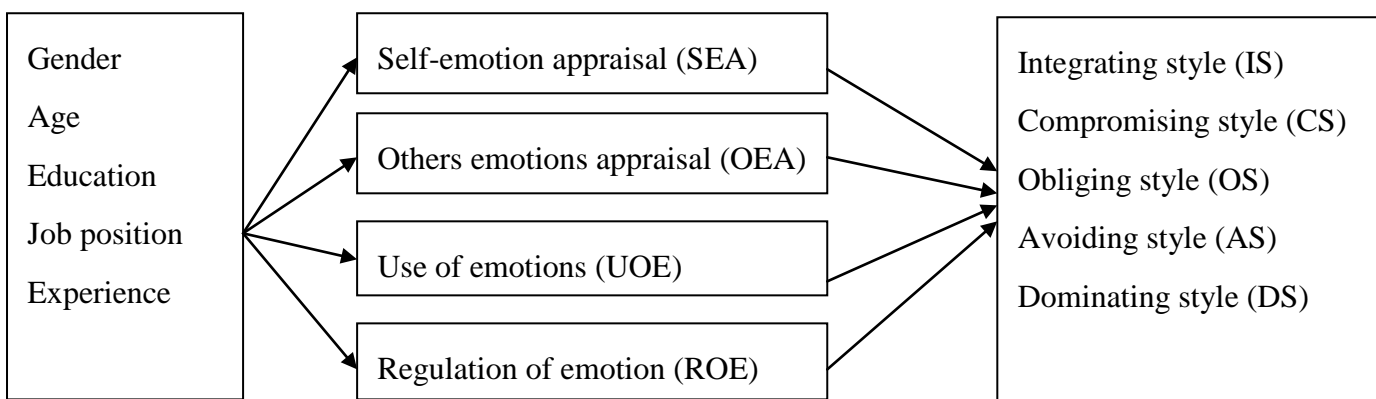 Gender
Age
Education
Job position
Experience
Self-emotion appraisal (SEA)
Others emotions appraisal (OEA)
Use of emotions (UOE)
Regulation of emotion (ROE)
Integrating style (IS)
Compromising style (CS)
Obliging style (OS)
Avoiding style (AS)
Dominating style (DS)